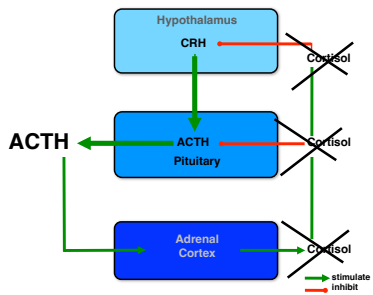 Hypothalamus
CRH
Cortisol
ACTH
ACTH
Cortisol
Pituitary
Adrenal
Cortex
Cortisol
stimulate
inhibit